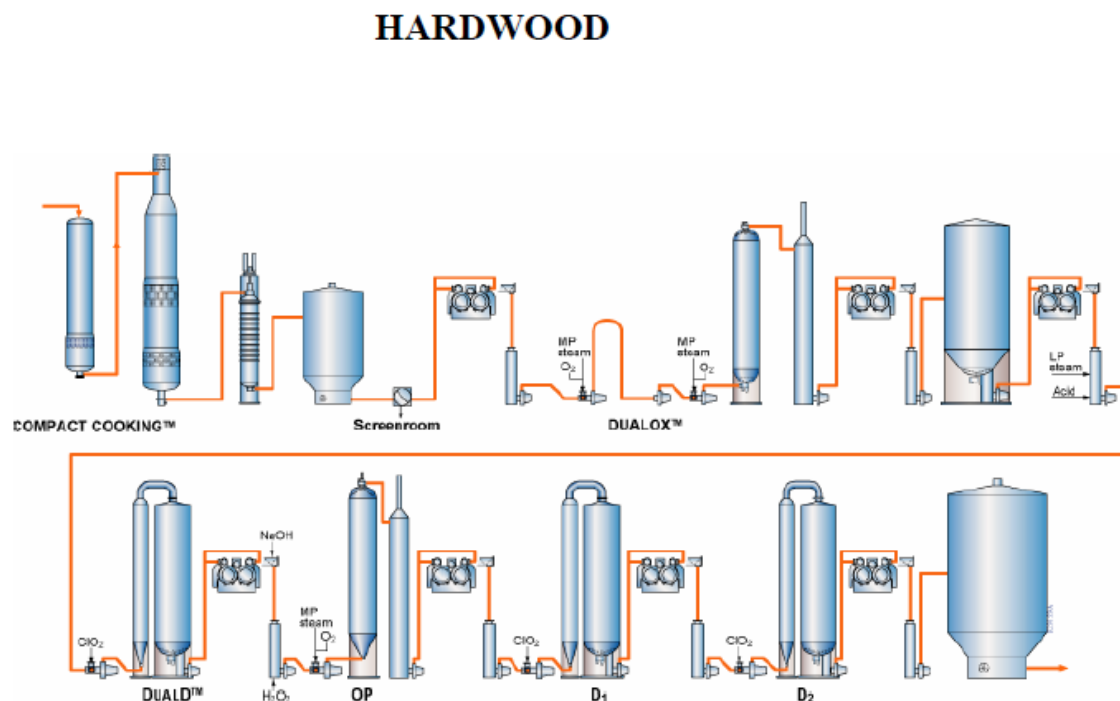 HARDWOOD
MP
steam
O₂
MP
steam
O₂
LP
steam
Acid
COMPACT COOKING™
Screenroom
DUALOX™
NaOH
ClO₂
MP
steam
O₂
ClO₂
ClO₂
DUALD™
H₂O₂
OP
D₁
D₂